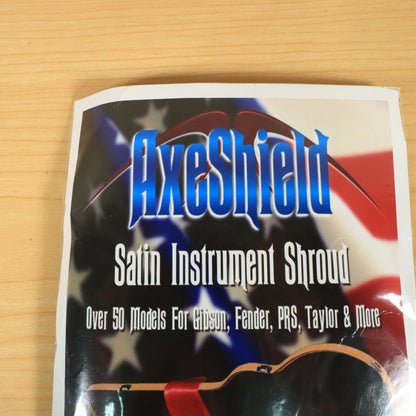 AxeShield
Satin Instrument Shroud
Over 50 Models For Gibson, Fender, PRS, Taylor & More